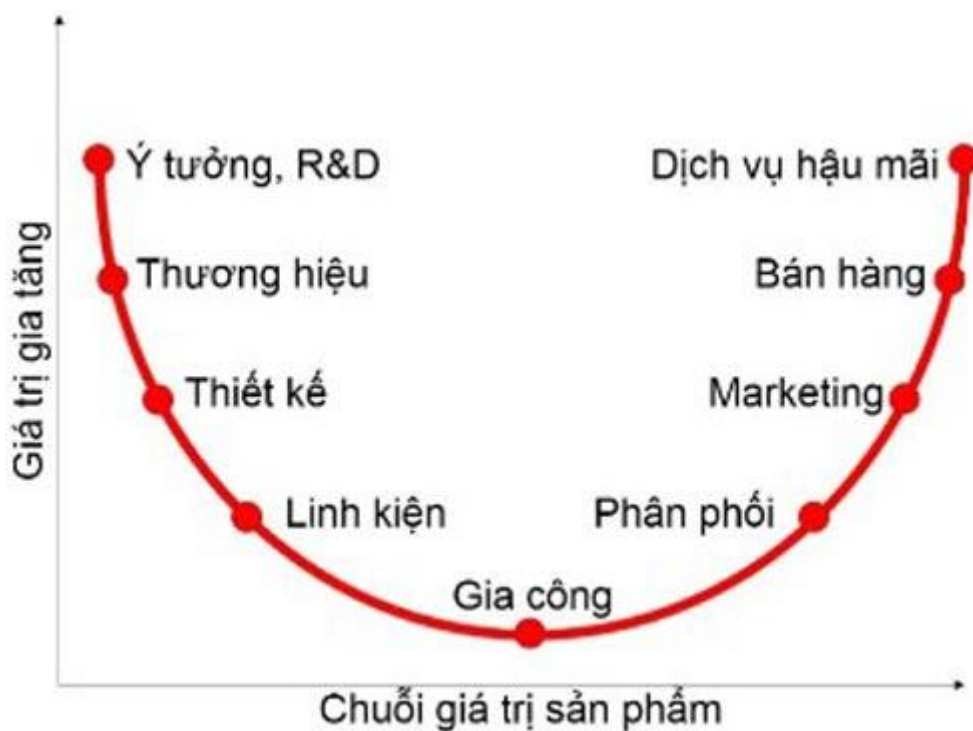 Giá trị gia tăng
Ý tưởng, R&D
Dịch vụ hậu mãi
Thương hiệu
Bán hàng
Thiết kế
Marketing
Linh kiện
Phân phối
Gia công
Chuỗi giá trị sản phẩm